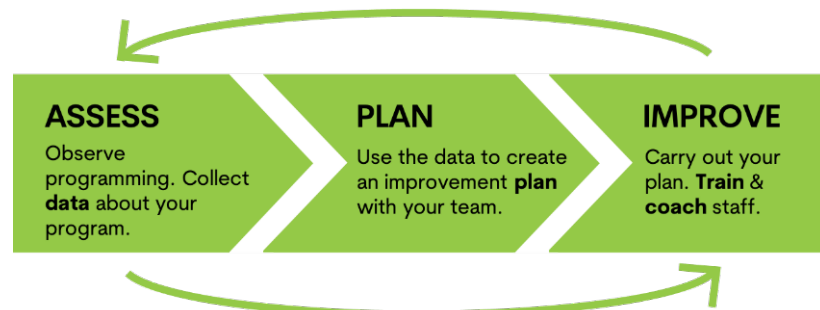 ASSESS
Observe
programming. Collect
data about your
program.
PLAN
Use the data to create
an improvement plan
with your team.
IMPROVE
Carry out your
plan. Train &
coach staff.